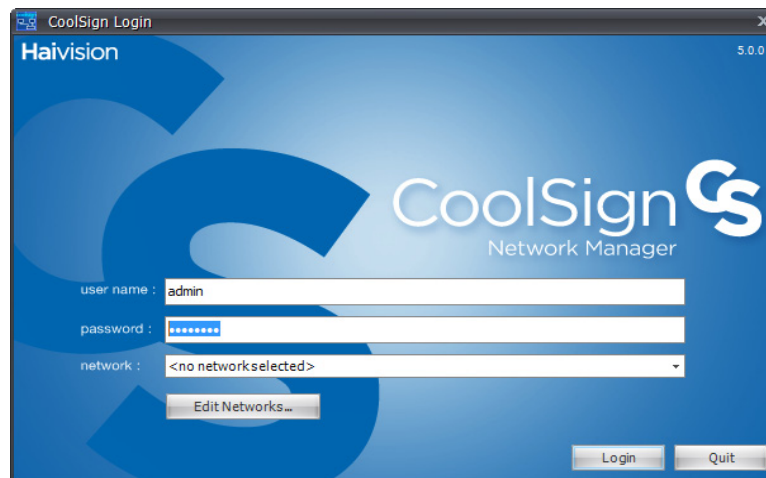 CoolSign Login
Haivision
5.0.0
CoolSign CS
Network Manager
user name : admin
password : ••••••••
network : <no network selected>
Edit Networks...
Login Quit